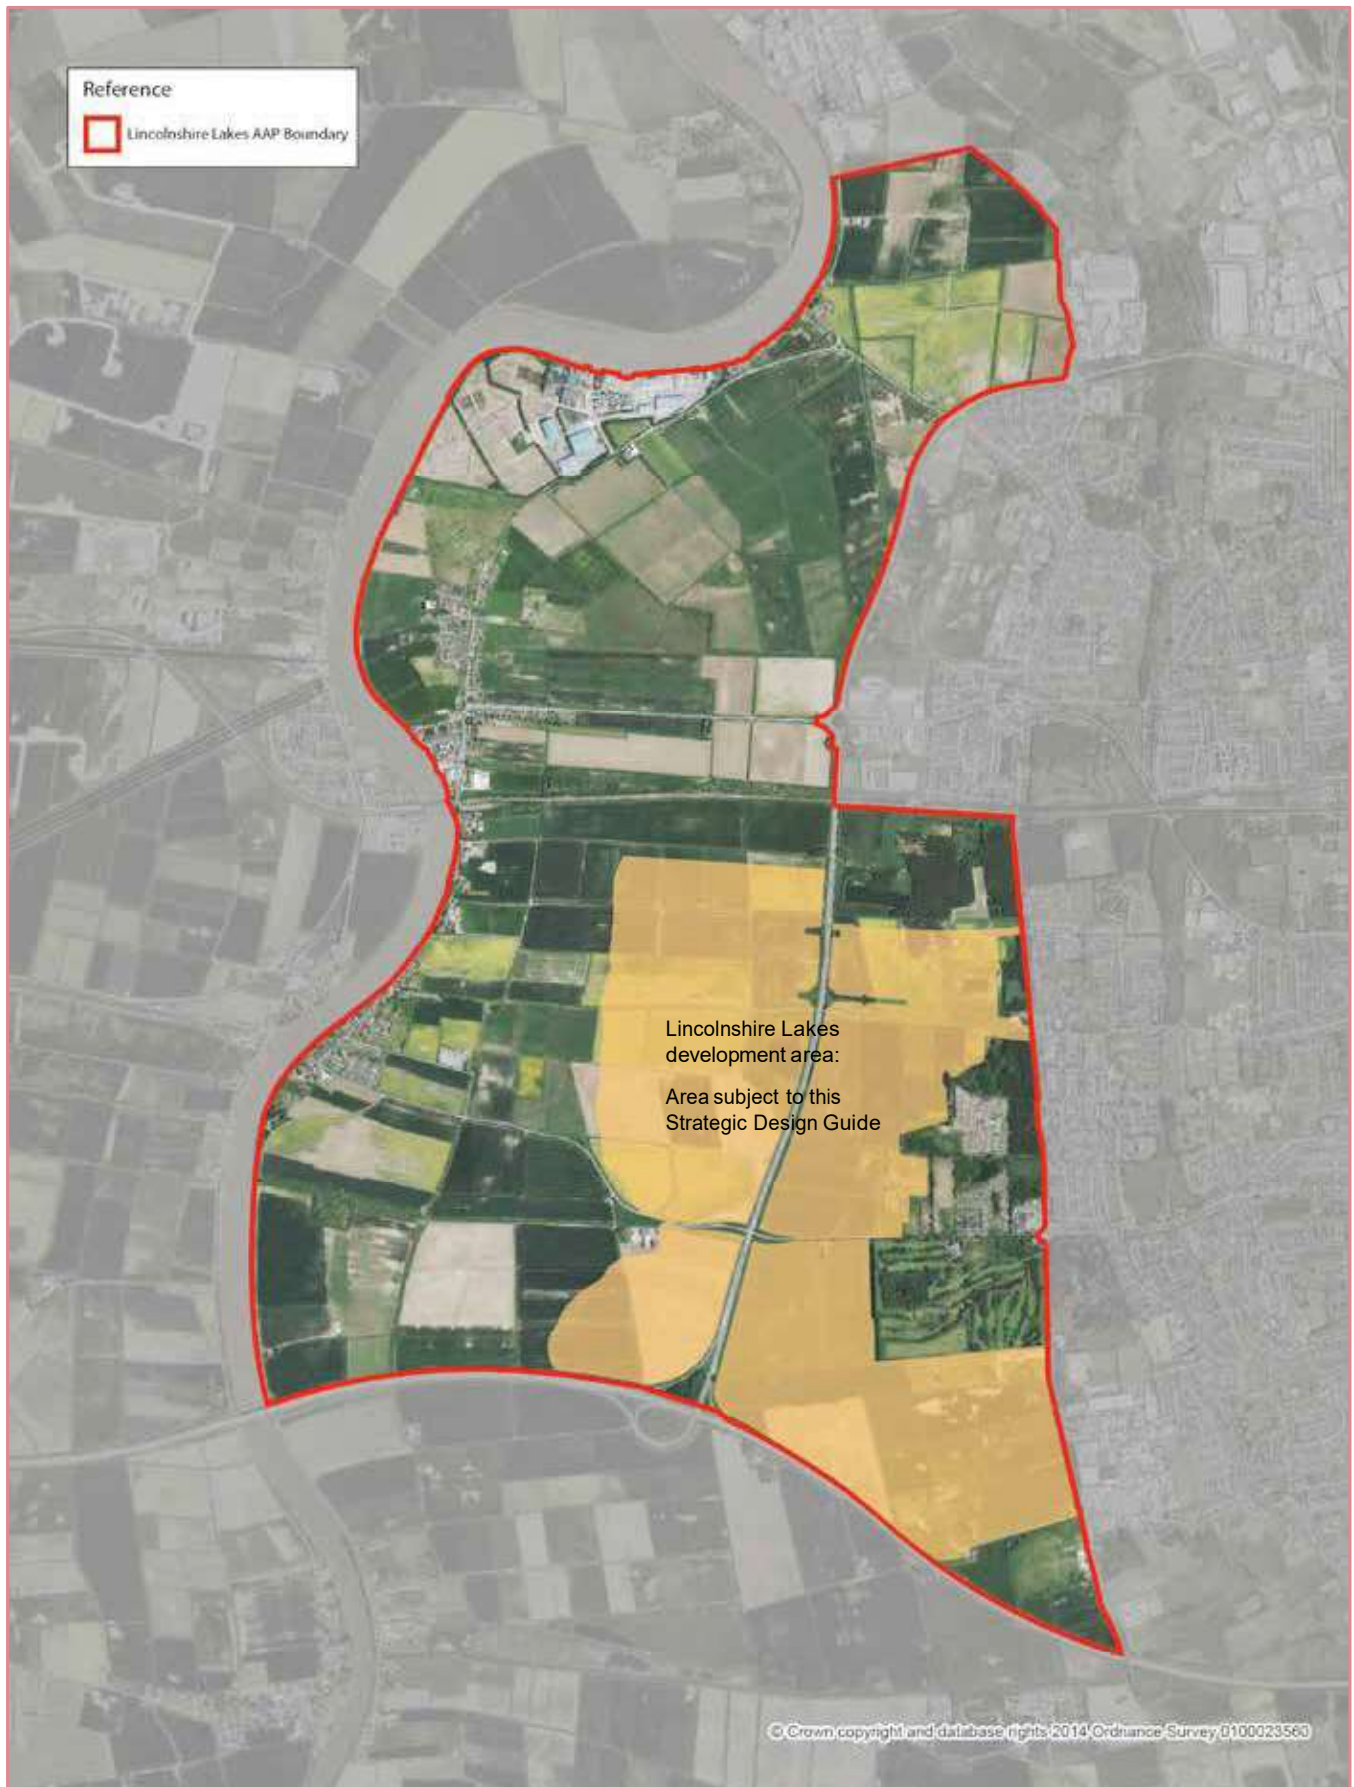 Reference
Lincolnshire Lakes AAP Boundary
Lincolnshire Lakes
development area:
Area subject to this
Strategic Design Guide
© Crown copyright and database rights 2014 Ordnance Survey 0100023560